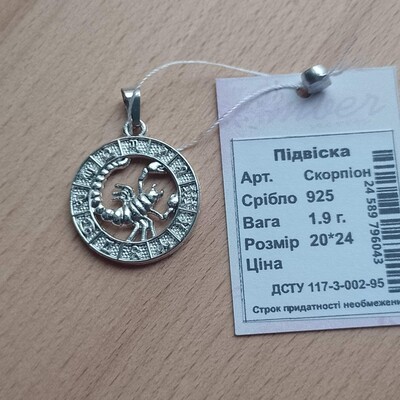 Підвіска
Арт. Скорпіон
Срібло 925
Вага 1.9 г.
Розмір 20*24
Ціна
ДСТУ 117-3-002-95
Строк придатності необмежени
24 589 796043